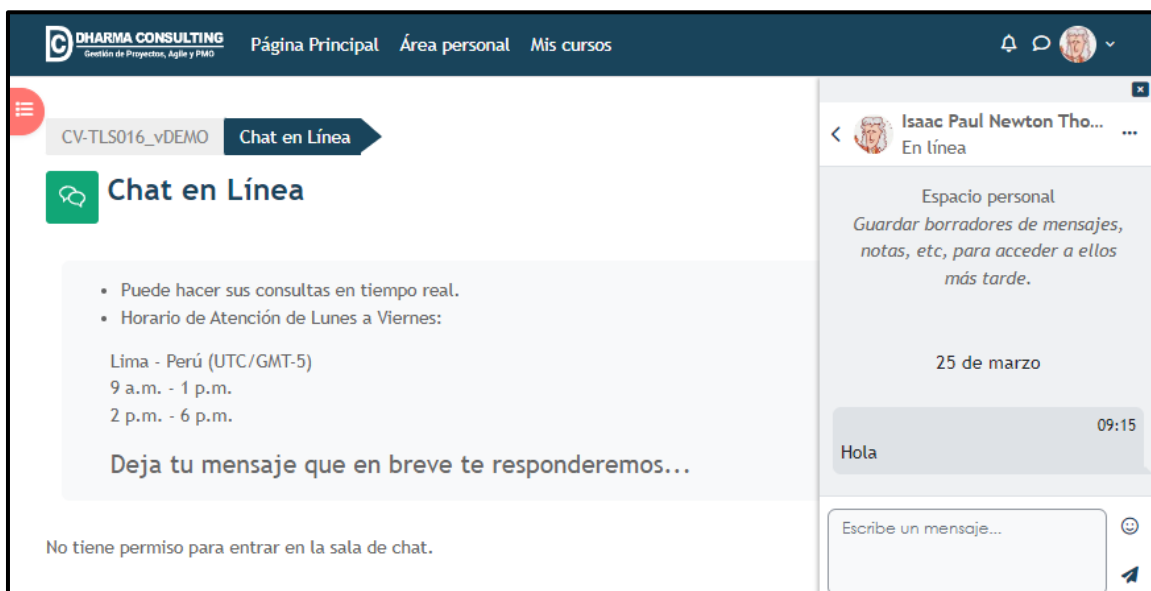 DHARMA CONSULTING
Gestión de Proyectos, Agile y PMO
Página Principal Área personal Mis cursos
CV-TLS016_vDEMO Chat en Línea
Chat en Línea
• Puede hacer sus consultas en tiempo real.
• Horario de Atención de Lunes a Viernes:
Lima - Perú (UTC/GMT-5)
9 a.m. - 1 p.m.
2 p.m. - 6 p.m.
Deja tu mensaje que en breve te responderemos...
No tiene permiso para entrar en la sala de chat.
Isaac Paul Newton Tho...
En línea
Espacio personal
Guardar borradores de mensajes,
notas, etc, para acceder a ellos
más tarde.
25 de marzo
09:15
Hola
Escribe un mensaje...